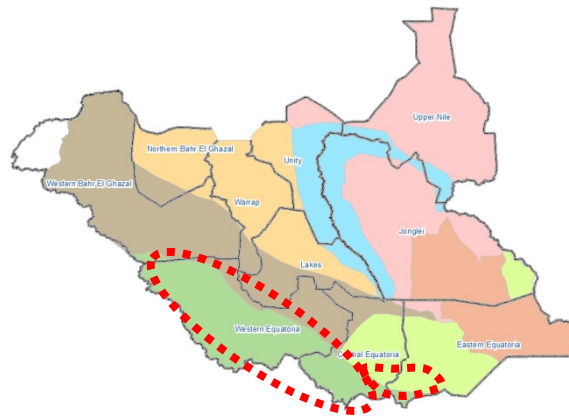 Upper Nile
Northern Bahr El Ghazal
Unity
Western Bahr El Ghazal
Warrap
Jonglei
Lakes
Western Equatoria
Eastern Equatoria
Central Equatoria